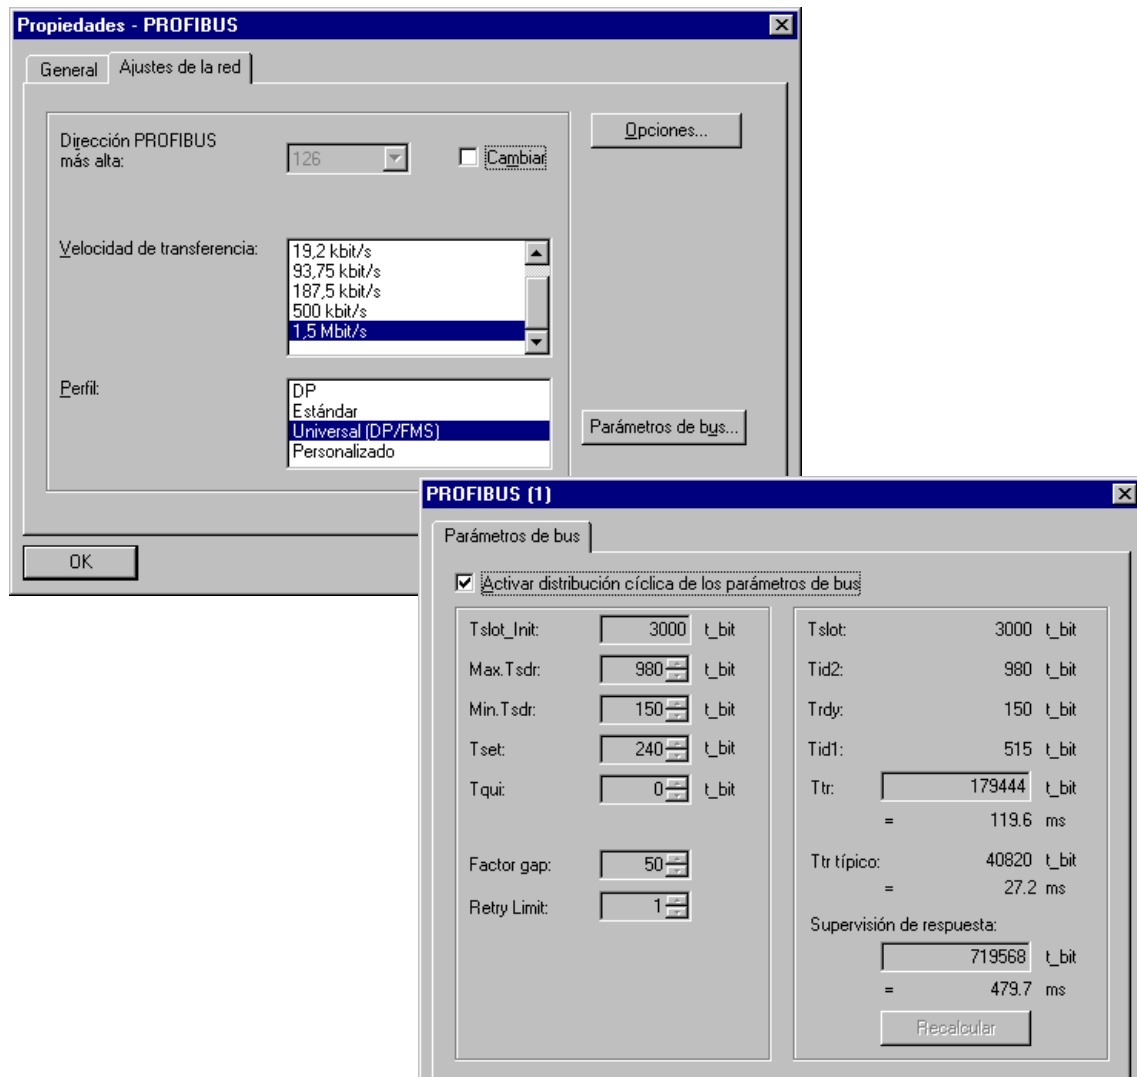 Propiedades - PROFIBUS
General
Ajustes de la red
Dirección PROFIBUS
más alta:
126
Cambiar
Opciones...
Velocidad de transferencia:
19,2 kbit/s
93,75 kbit/s
187,5 kbit/s
500 kbit/s
1,5 Mbit/s
Perfil:
DP
Estándar
Universal (DP/FMS)
Personalizado
Parámetros de bus...
OK
PROFIBUS (1)
Parámetros de bus
Activar distribución cíclica de los parámetros de bus
Tslot_Init: 3000 t_bit
Max.Tsdr: 980 t_bit
Min.Tsdr: 150 t_bit
Tset: 240 t_bit
Tqui: 0 t_bit
Factor gap: 50
Retry Limit: 1
Tslot: 3000 t_bit
Tid2: 980 t_bit
Trdy: 150 t_bit
Tid1: 515 t_bit
Ttr: 179444 t_bit
= 119.6 ms
Ttr típico: 40820 t_bit
= 27.2 ms
Supervisión de respuesta:
719568 t_bit
= 479.7 ms
Recalcular